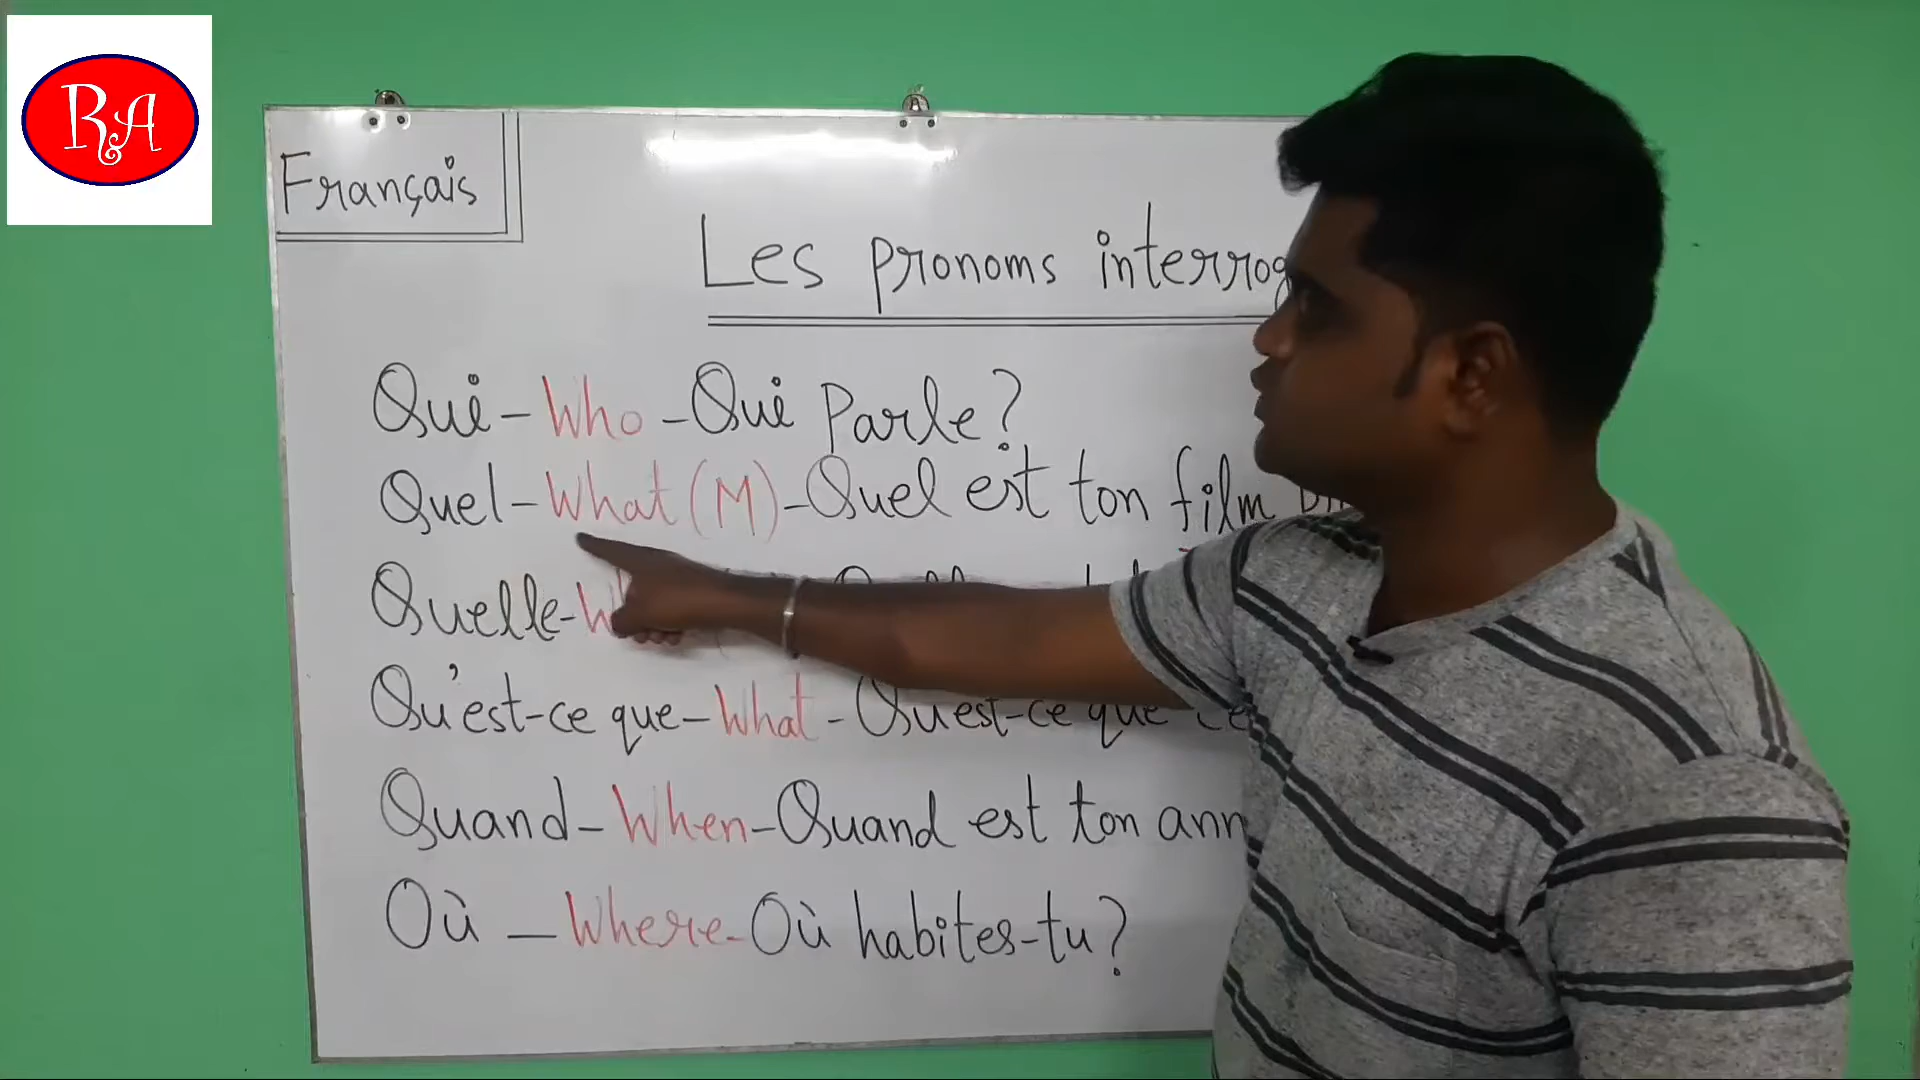 RA
Français
Les pronoms interrog
Qui - Who - Qui Parle?
Quel - What (M) - Quel est ton film
Quelle -
Qu'est-ce que - What - Qu'est-ce que ce
Quand - When - Quand est ton ann
Où - Where - Où habites-tu?